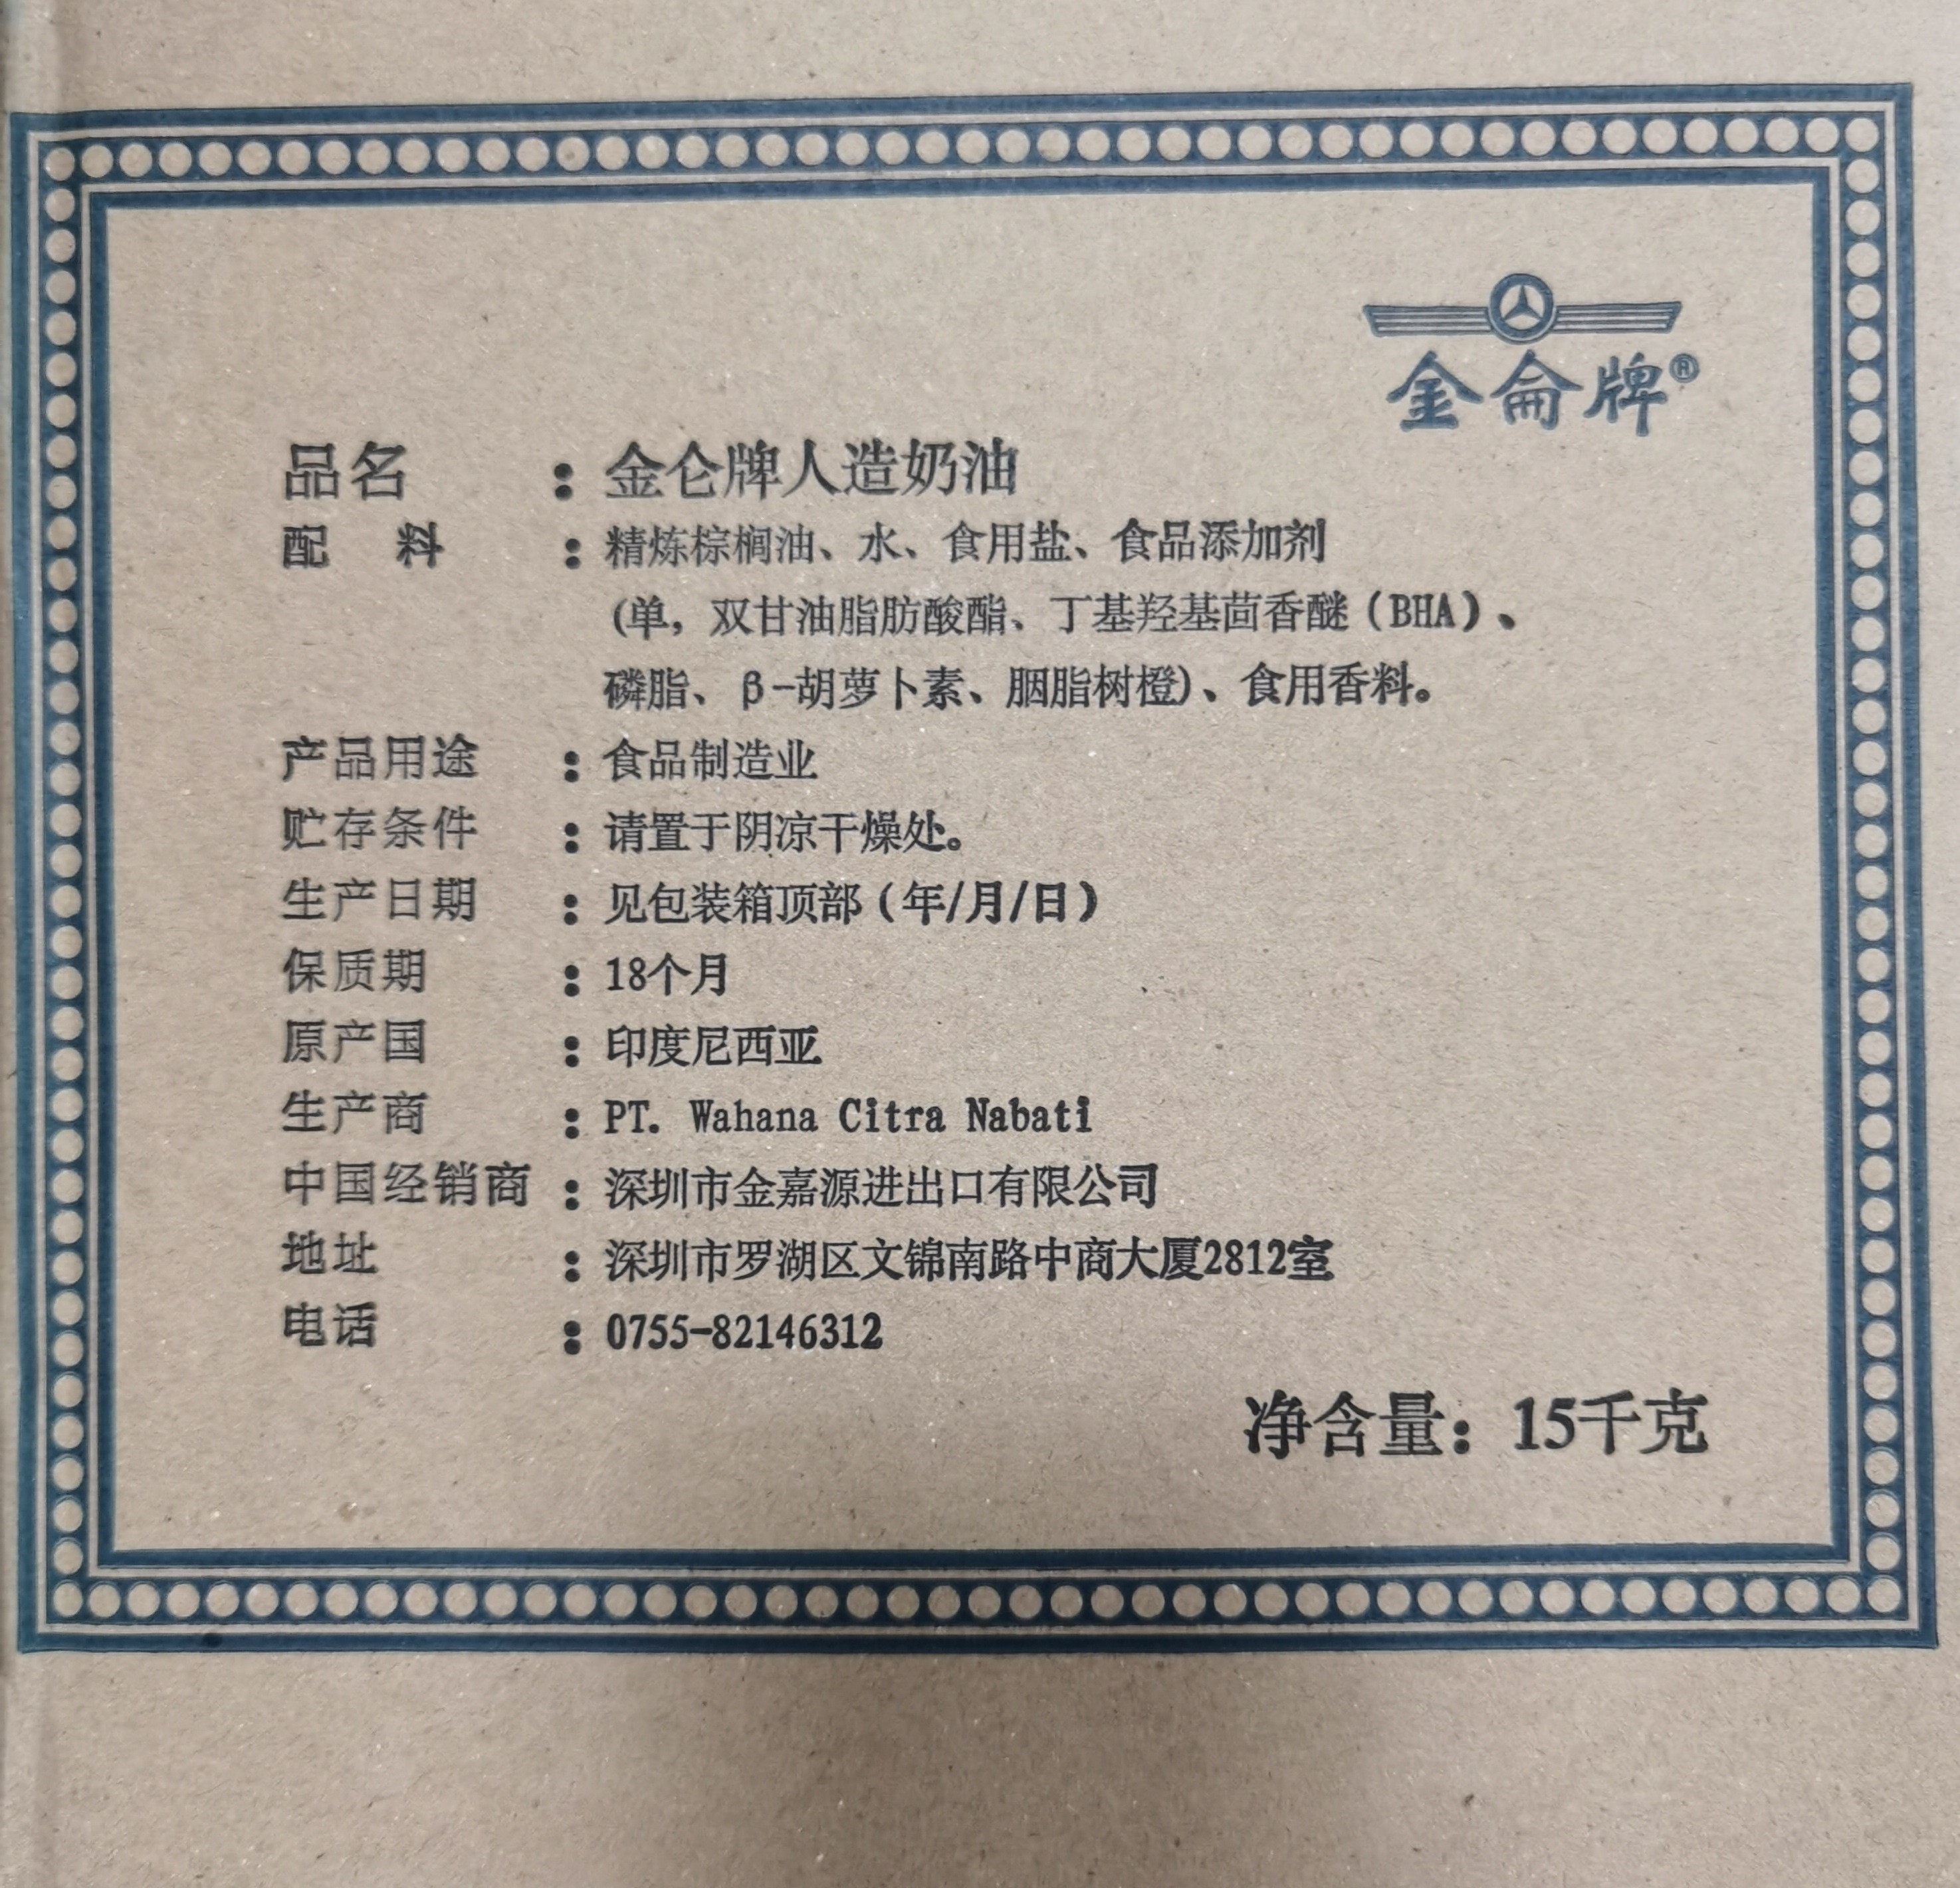 金侖牌®
品名：金仑牌人造奶油
配 料：精炼棕榈油、水、食用盐、食品添加剂
(单，双甘油脂肪酸酯、丁基羟基茴香醚（BHA）、
磷脂、β-胡萝卜素、胭脂树橙)、食用香料。
产品用途：食品制造业
贮存条件：请置于阴凉干燥处。
生产日期：见包装箱顶部（年/月/日）
保质期：18个月
原产国：印度尼西亚
生产商：PT. Wahana Citra Nabati
中国经销商：深圳市金嘉源进出口有限公司
地址：深圳市罗湖区文锦南路中商大厦2812室
电话：0755-82146312
净含量：15千克